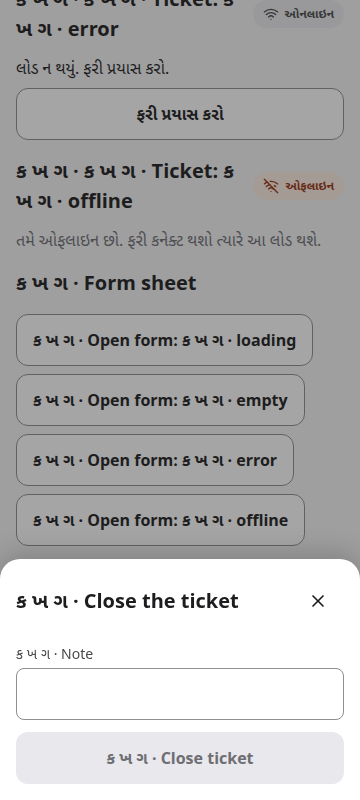 ક ખ ગ · ક ખ ગ · Ticket: ક
ખ ગ · error
ઓનલાઇન
લોડ ન થયું. ફરી પ્રયાસ કરો.
ફરી પ્રયાસ કરો
ક ખ ગ · ક ખ ગ · Ticket: ક
ખ ગ · offline
ઓફલાઇન
તમે ઓફલાઇન છો. ફરી કનેક્ટ થશો ત્યારે આ લોડ થશે.
ક ખ ગ · Form sheet
ક ખ ગ · Open form: ક ખ ગ · loading
ક ખ ગ · Open form: ક ખ ગ · empty
ક ખ ગ · Open form: ક ખ ગ · error
ક ખ ગ · Open form: ક ખ ગ · offline
ક ખ ગ · Close the ticket
ક ખ ગ · Note
ક ખ ગ · Close ticket